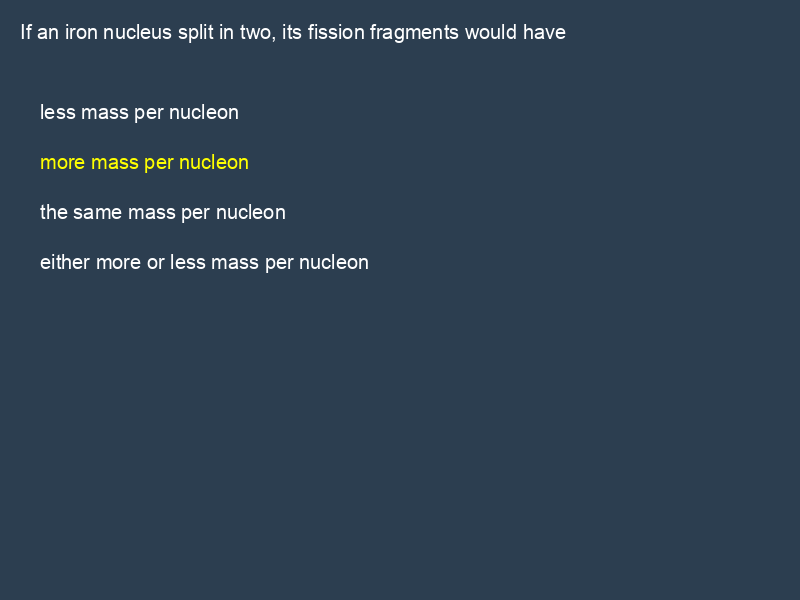 If an iron nucleus split in two, its fission fragments would have
less mass per nucleon
more mass per nucleon
the same mass per nucleon
either more or less mass per nucleon